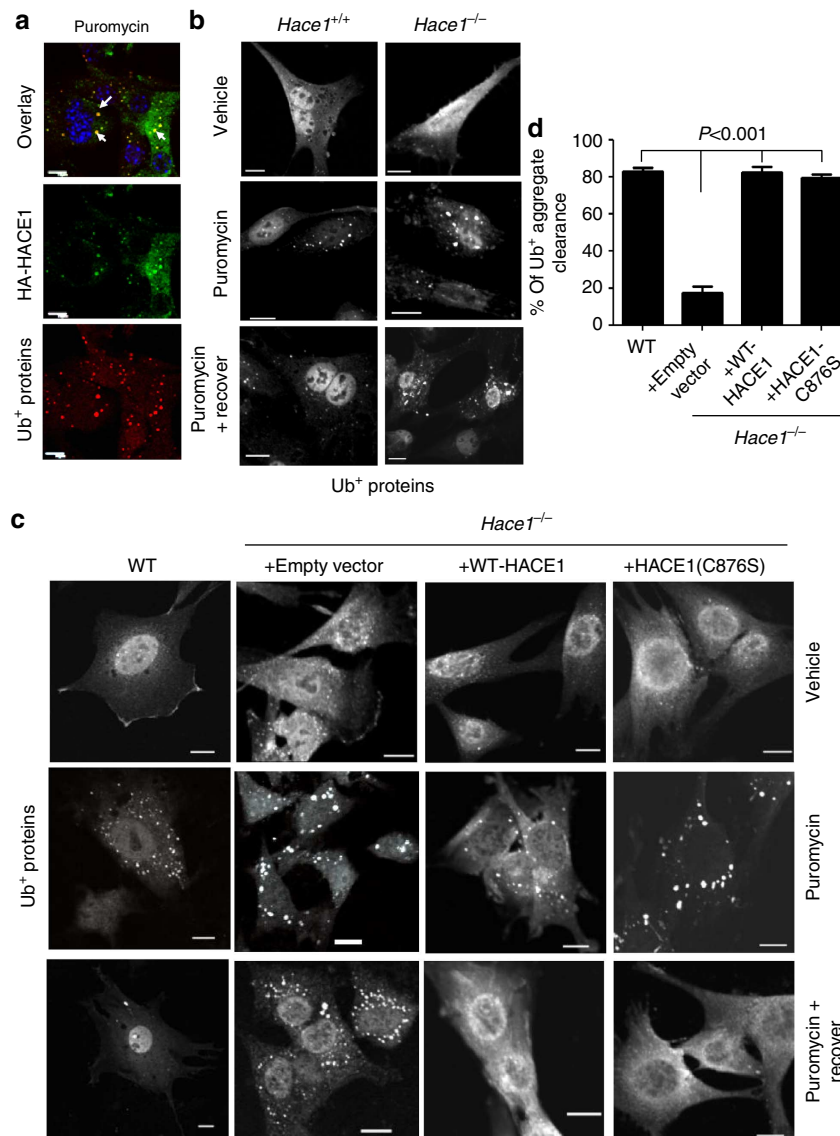 a
Puromycin
Overlay
HA-HACE1
Ub+ proteins
b
Hace1+/+
Hace1–/–
Vehicle
Puromycin
Puromycin
+ recover
Ub+ proteins
d
P<0.001
% Of Ub+ aggregate
clearance
100
80
60
40
20
0
WT
+Empty
vector
+WT-
HACE1
+HACE1-
C876S
Hace1–/–
c
Hace1–/–
WT
+Empty vector
+WT-HACE1
+HACE1(C876S)
Ub+ proteins
Vehicle
Puromycin
Puromycin +
recover